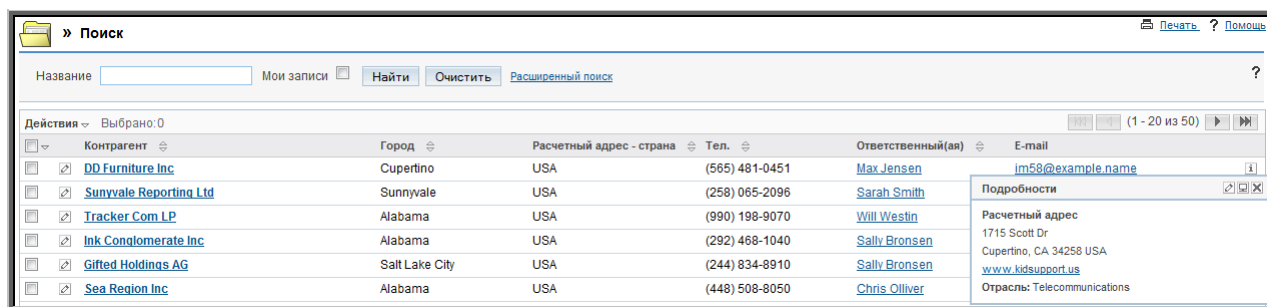 Печать ? Помощь
» Поиск
Название Мои записи Найти Очистить Расширенный поиск ?
Действия Выбрано:0 (1 - 20 из 50)
Контрагент Город Расчетный адрес - страна Тел. Ответственный(ая) E-mail
DD Furniture Inc Cupertino USA (565) 481-0451 Max Jensen im58@example.name i
Sunyvale Reporting Ltd Sunnyvale USA (258) 065-2096 Sarah Smith
Tracker Com LP Alabama USA (990) 198-9070 Will Westin
Ink Conglomerate Inc Alabama USA (292) 468-1040 Sally Bronsen
Gifted Holdings AG Salt Lake City USA (244) 834-8910 Sally Bronsen
Sea Region Inc Alabama USA (448) 508-8050 Chris Olliver
Подробности
Расчетный адрес
1715 Scott Dr
Cupertino, CA 34258 USA
www.kidsupport.us
Отрасль: Telecommunications